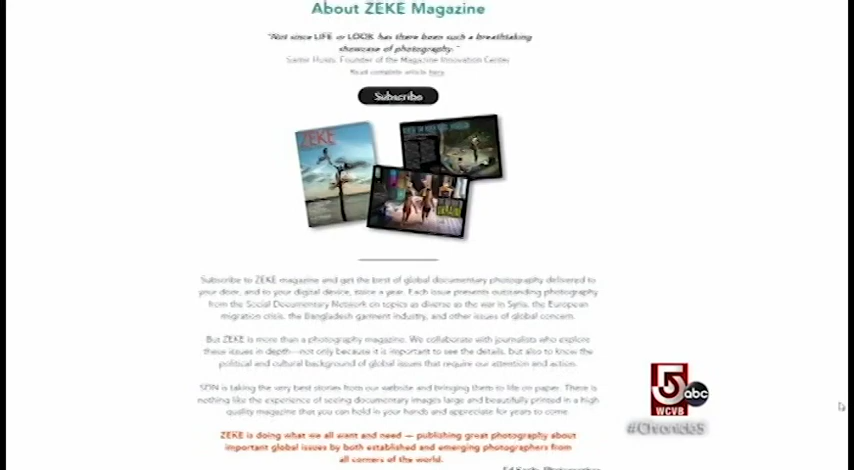 About ZEKE Magazine
"Not since LIFE or LOOK has there been such a breathtaking
showcase of photography."
Samir Husni, Founder of the Magazine Innovation Center
Read complete article here
Subscribe
ZEKE
UKRAINE
Subscribe to ZEKE magazine and get the best of global documentary photography delivered to
your door, and to your digital device, twice a year. Each issue presents outstanding photography
from the Social Documentary Network on topics as diverse as the war in Syria, the European
migration crisis, the Bangladesh garment industry, and other issues of global concern.
But ZEKE is more than a photography magazine. We collaborate with journalists who explore
these issues in depth—not only because it is important to see the details, but also to know the
political and cultural background of global issues that require our attention and action.
SDN is taking the very best stories from our website and bringing them to life on paper. There is
nothing like the experience of seeing documentary images large and beautifully printed in a high
quality magazine that you can hold in your hands and appreciate for years to come.
ZEKE is doing what we all want and need — publishing great photography about
important global issues by both established and emerging photographers from
all corners of the world.
5 abc
WCVB
#Chronicle5